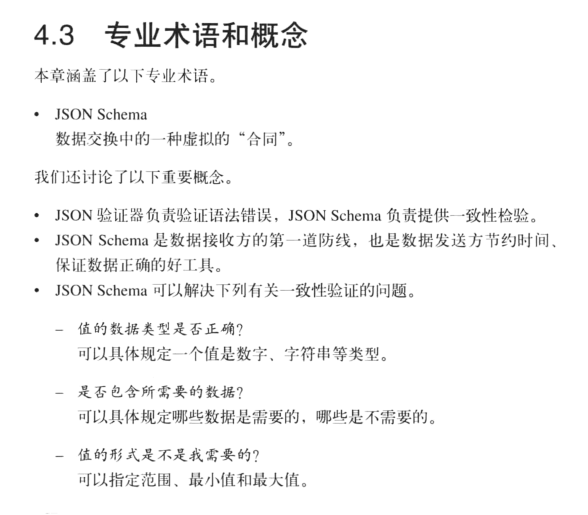 4.3 专业术语和概念
本章涵盖了以下专业术语。
• JSON Schema
数据交换中的一种虚拟的“合同”。
我们还讨论了以下重要概念。
• JSON 验证器负责验证语法错误，JSON Schema 负责提供一致性检验。
• JSON Schema 是数据接收方的第一道防线，也是数据发送方节约时间、
保证数据正确的好工具。
• JSON Schema 可以解决下列有关一致性验证的问题。
– 值的数据类型是否正确?
可以具体规定一个值是数字、字符串等类型。
– 是否包含所需要的数据?
可以具体规定哪些数据是需要的，哪些是不需要的。
– 值的形式是不是我需要的?
可以指定范围、最小值和最大值。